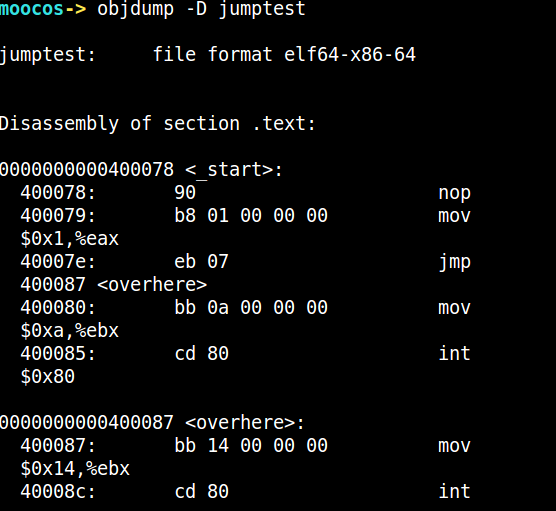 moocos-> objdump -D jumptest
jumptest:     file format elf64-x86-64
Disassembly of section .text:
0000000000400078 <_start>:
  400078:       90                      nop
  400079:       b8 01 00 00 00          mov
  $0x1,%eax
  40007e:       eb 07                   jmp
  400087 <overhere>
  400080:       bb 0a 00 00 00          mov
  $0xa,%ebx
  400085:       cd 80                   int
  $0x80
0000000000400087 <overhere>:
  400087:       bb 14 00 00 00          mov
  $0x14,%ebx
  40008c:       cd 80                   int